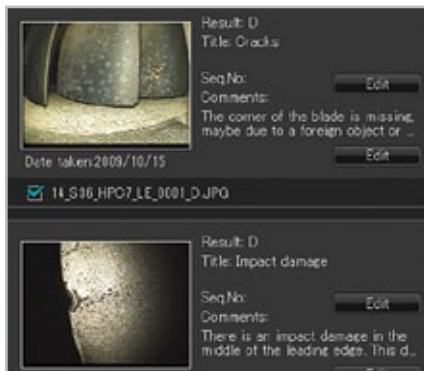 Result: D
Title: Cracks
Seq.No:
Edit
Comments:
The corner of the blade is missing,
maybe due to a foreign object or ...
Edit
Date taken:2009/10/15
14_S36_HPC7_LE_0001_D.JPG
Result: D
Title: Impact damage
Seq.No:
Edit
Comments:
There is an impact damage in the
middle of the leading edge. This d...